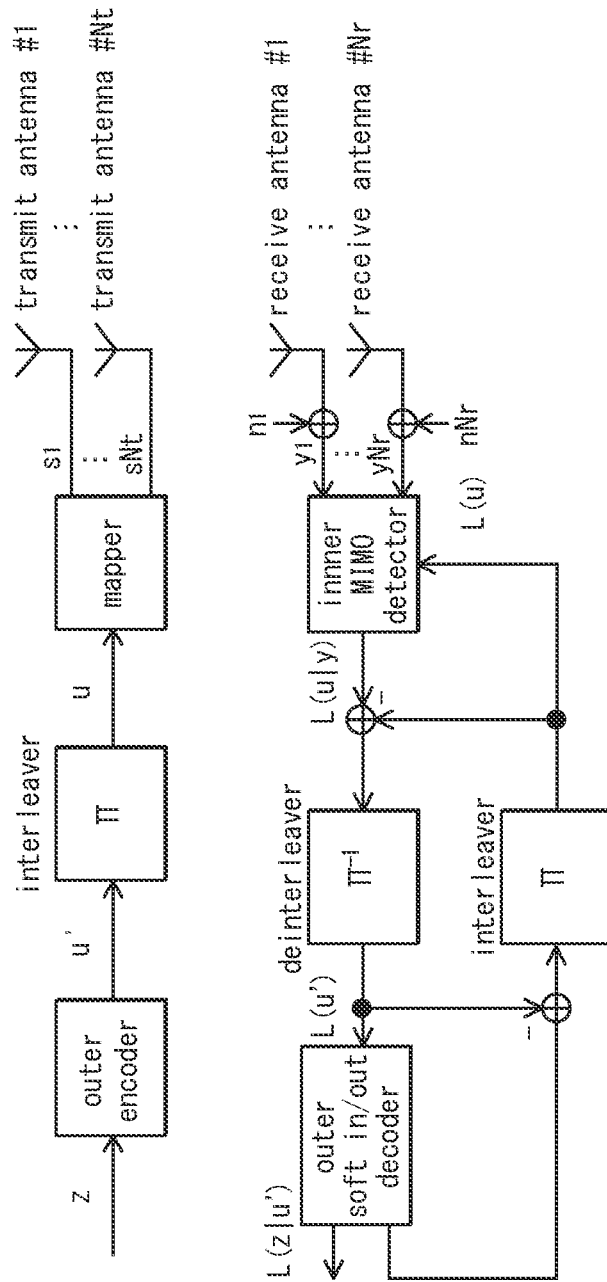 z
outer
encoder
u'
interleaver
Π
u
mapper
s1
⋮
sNt
transmit antenna #1
⋮
transmit antenna #Nt
L(z|u')
outer
soft in/out
decoder
L(u')
deinterleaver
Π-1
L(u|y)
-
innner
MIMO
detector
y1
⋮
yNr
n1
nNr
receive antenna #1
⋮
receive antenna #Nr
L(u)
-
interleaver
Π